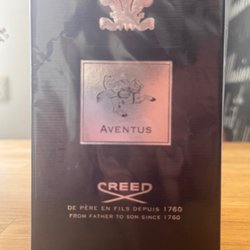 AVENTUS
CREED
DE PÈRE EN FILS DEPUIS 1760
FROM FATHER TO SON SINCE 1760